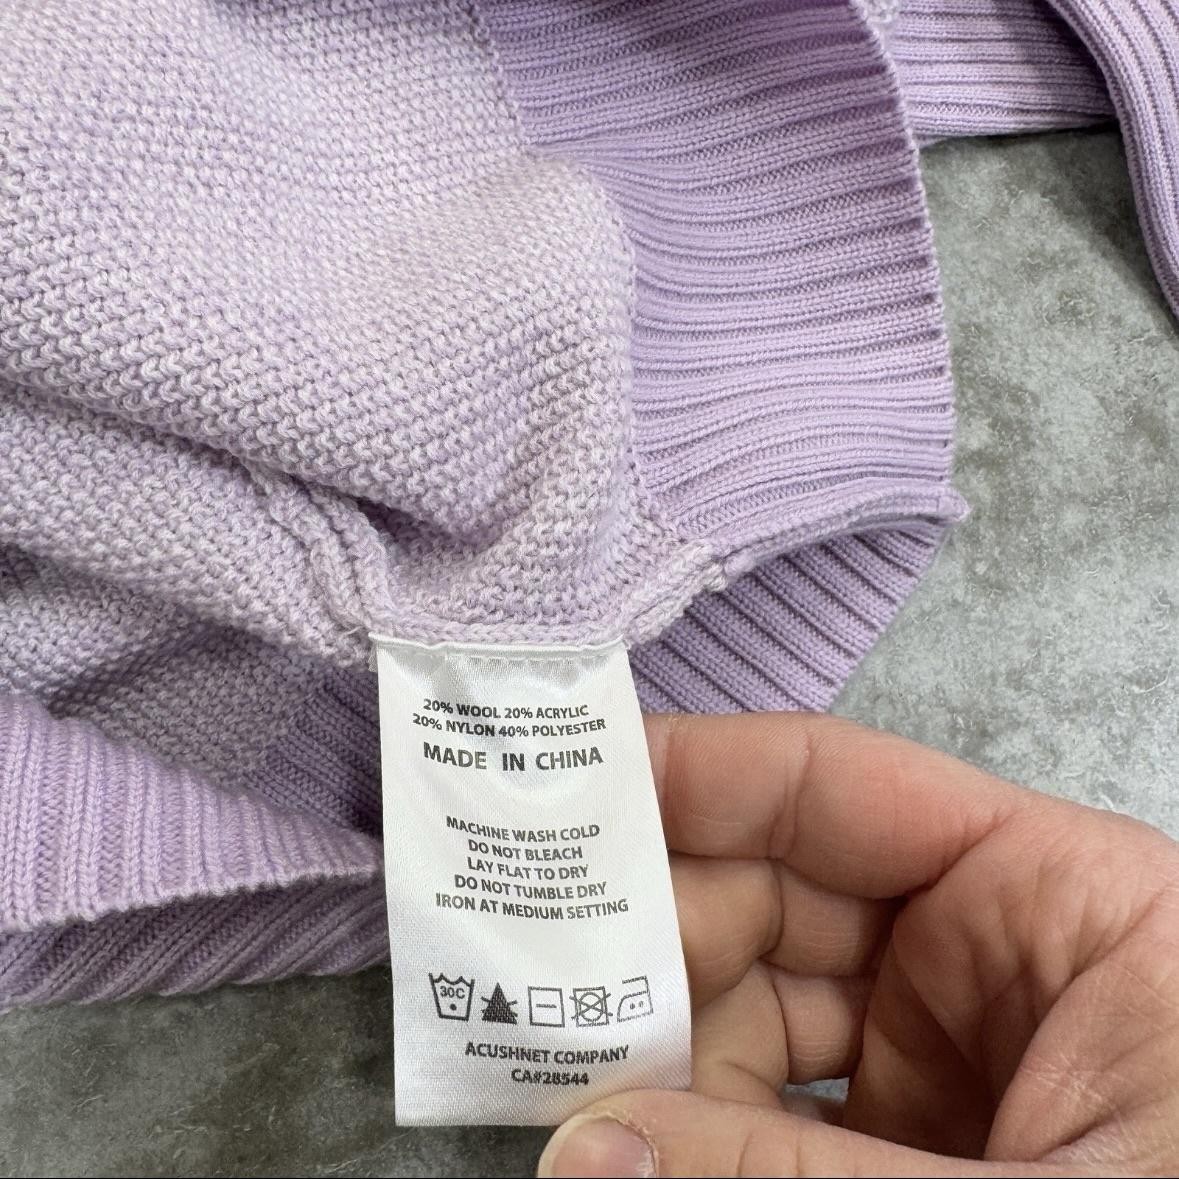 20% WOOL 20% ACRYLIC
20% NYLON 40% POLYESTER
MADE IN CHINA
MACHINE WASH COLD
DO NOT BLEACH
LAY FLAT TO DRY
DO NOT TUMBLE DRY
IRON AT MEDIUM SETTING
30C
ACUSHNET COMPANY
CA#28544